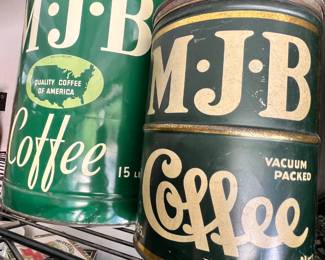 M·J·B
QUALITY COFFEE
OF AMERICA
Coffee
15 L
M·J·B
VACUUM
PACKED
Coffee